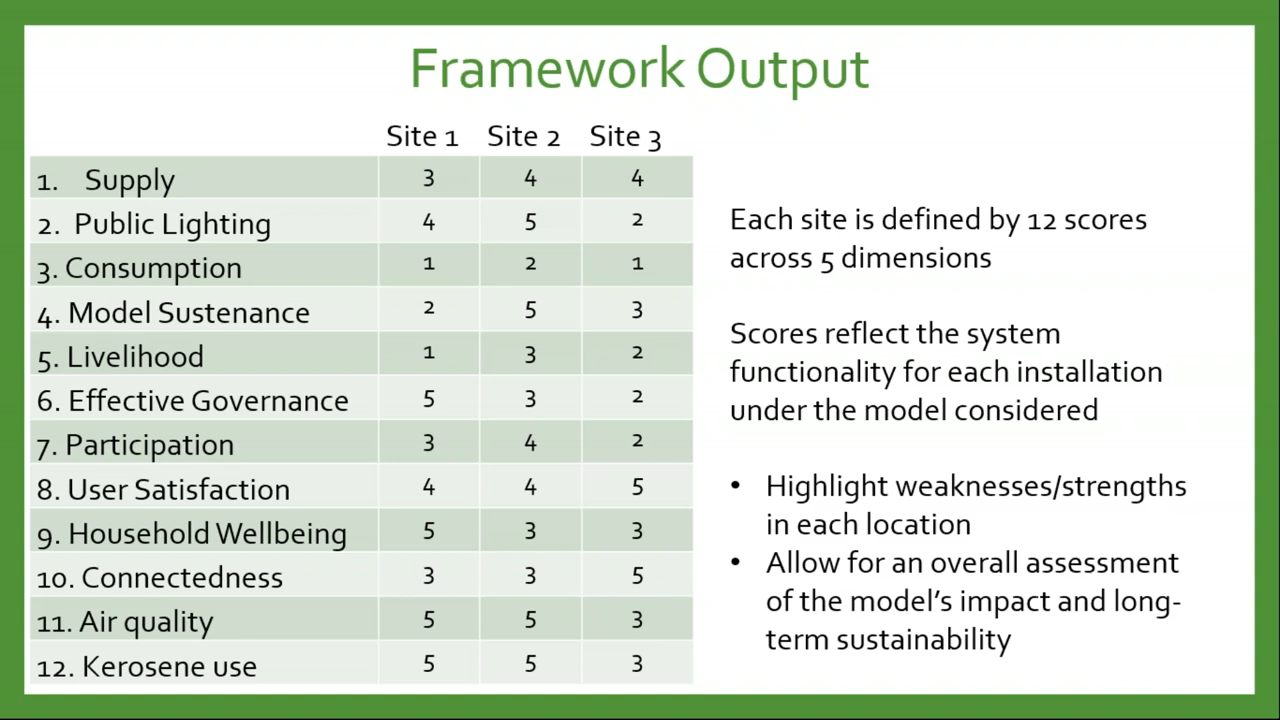 Framework Output
Site 1 Site 2 Site 3
1. Supply 3 4 4
2. Public Lighting 4 5 2
3. Consumption 1 2 1
4. Model Sustenance 2 5 3
5. Livelihood 1 3 2
6. Effective Governance 5 3 2
7. Participation 3 4 2
8. User Satisfaction 4 4 5
9. Household Wellbeing 5 3 3
10. Connectedness 3 3 5
11. Air quality 5 5 3
12. Kerosene use 5 5 3
Each site is defined by 12 scores
across 5 dimensions
Scores reflect the system
functionality for each installation
under the model considered
• Highlight weaknesses/strengths
in each location
• Allow for an overall assessment
of the model’s impact and long-
term sustainability